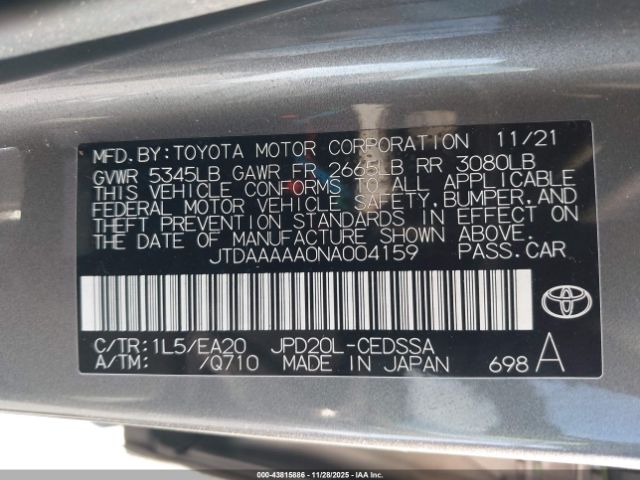 MFD. BY: TOYOTA MOTOR CORPORATION 11/21
GVWR 5345LB GAWR FR 2665LB RR 3080LB
THIS VEHICLE CONFORMS TO ALL APPLICABLE
FEDERAL MOTOR VEHICLE SAFETY, BUMPER, AND
THEFT PREVENTION STANDARDS IN EFFECT ON
THE DATE OF MANUFACTURE SHOWN ABOVE.
JTDAAAAAA0NA004159 PASS. CAR
C/TR: 1L5/EA20 JPD20L-CEDSSA
A/TM: /Q710 MADE IN JAPAN 698 A
000-43815886 - 11/28/2025 - IAA Inc.